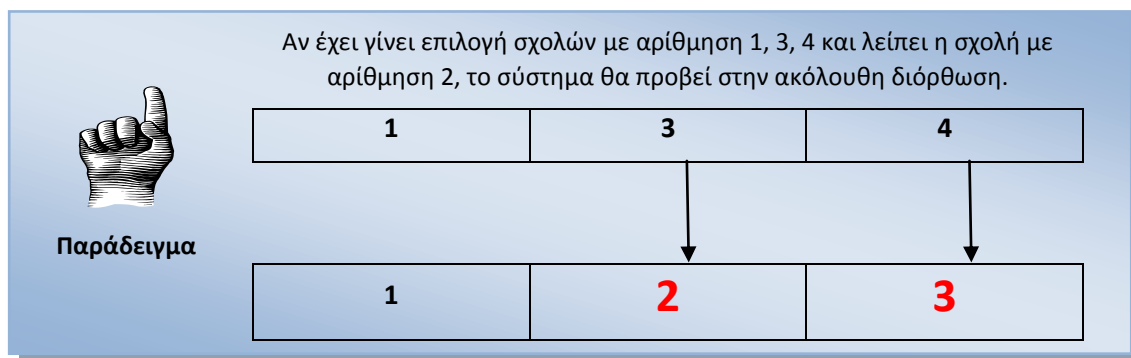 Αν έχει γίνει επιλογή σχολών με αρίθμηση 1, 3, 4 και λείπει η σχολή με
αρίθμηση 2, το σύστημα θα προβεί στην ακόλουθη διόρθωση.
1 3 4
Παράδειγμα
1 2 3